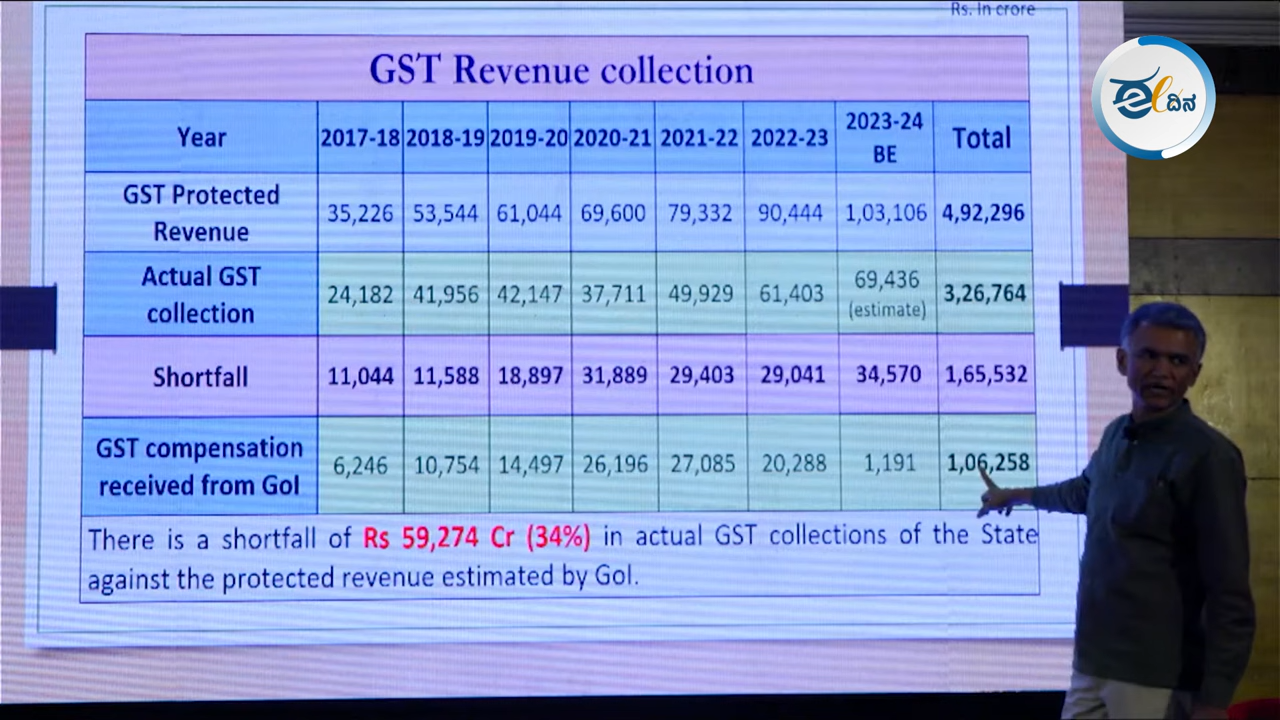 Rs. In crore
GST Revenue collection
Year 2017-18 2018-19 2019-20 2020-21 2021-22 2022-23 2023-24 BE Total
GST Protected Revenue 35,226 53,544 61,044 69,600 79,332 90,444 1,03,106 4,92,296
Actual GST collection 24,182 41,956 42,147 37,711 49,929 61,403 69,436 (estimate) 3,26,764
Shortfall 11,044 11,588 18,897 31,889 29,403 29,041 34,570 1,65,532
GST compensation received from GoI 6,246 10,754 14,497 26,196 27,085 20,288 1,191 1,06,258
There is a shortfall of Rs 59,274 Cr (34%) in actual GST collections of the State
against the protected revenue estimated by GoI.
ದಿನ